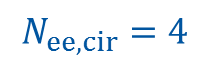 N_ee,cir = 4